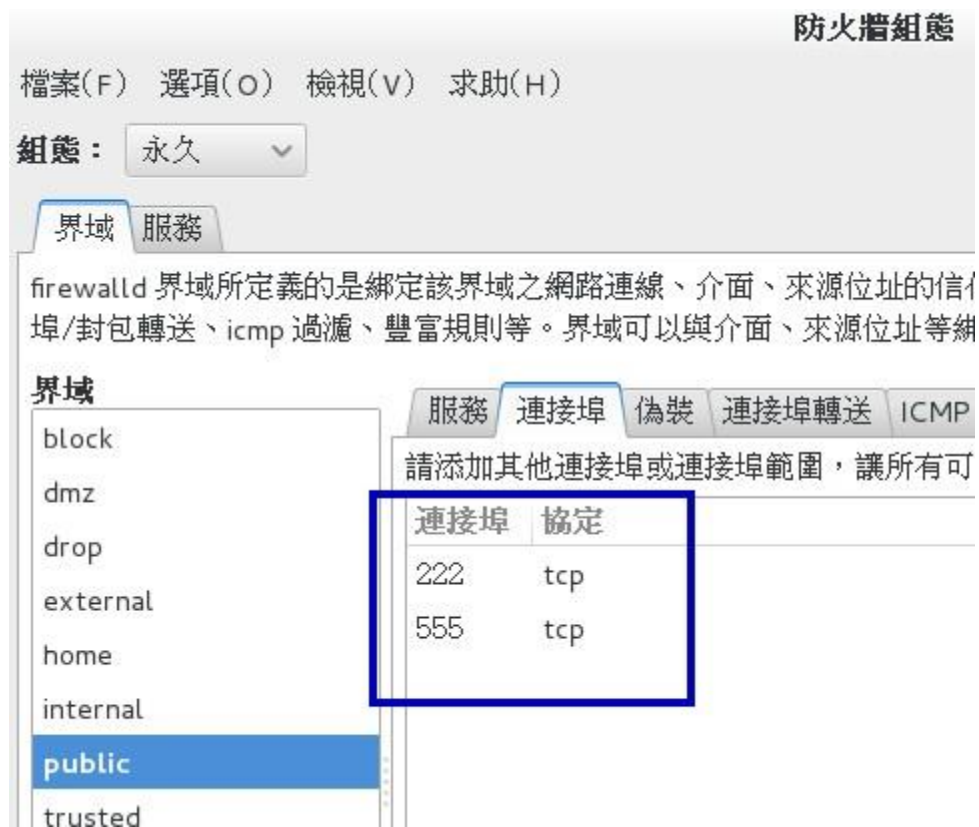 防火牆組態
檔案(F) 選項(O) 檢視(V) 求助(H)
組態： 永久
界域 服務
firewalld 界域所定義的是綁定該界域之網路連線、介面、來源位址的信
埠/封包轉送、icmp 過濾、豐富規則等。界域可以與介面、來源位址等
界域
服務 連接埠 偽裝 連接埠轉送 ICMP
請添加其他連接埠或連接埠範圍，讓所有可
連接埠 協定
222 tcp
555 tcp
block
dmz
drop
external
home
internal
public
trusted